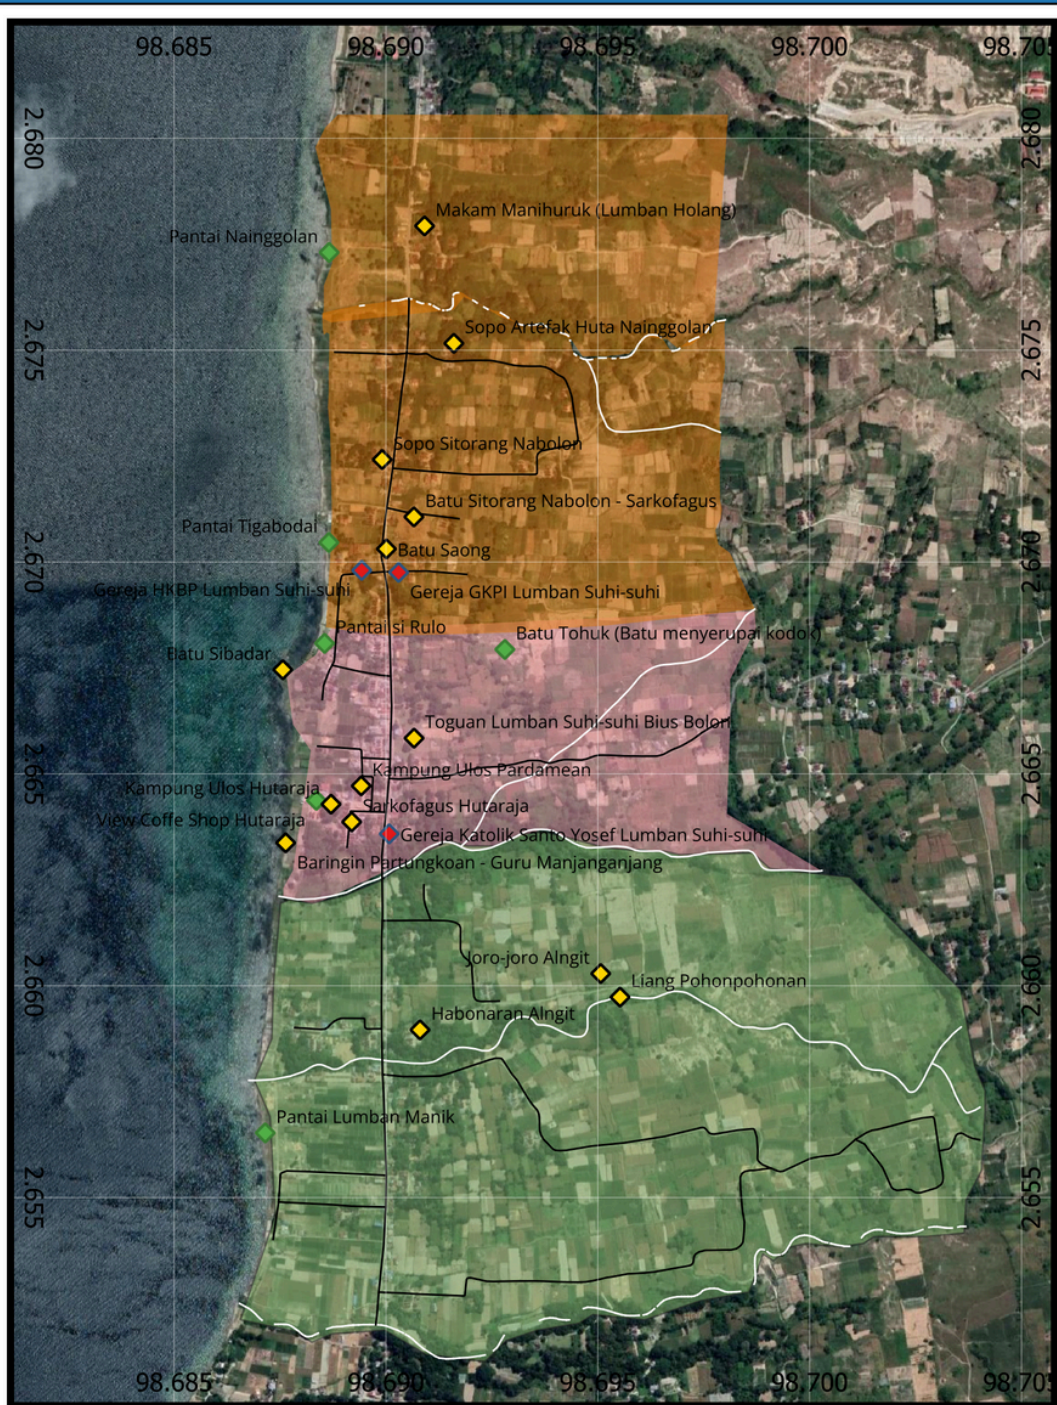 98.685 98.690 98.695 98.700 98.705
2.680 2.680
Makam Manihuruk (Lumban Holang)
Pantai Nainggolan
Sopo Artefak Huta Nainggolan
2.675 2.675
Sopo Sitorang Nabolon
Batu Sitorang Nabolon - Sarkofagus
Pantai Tigabodai
Batu Saong
2.670 2.670
Gereja HKBP Lumban Suhi-suhi
Gereja GKPI Lumban Suhi-suhi
Pantai si Rulo
Batu Tohuk (Batu menyerupai kodok)
Batu Sibadar
Toguan Lumban Suhi-suhi Bius Bolon
2.665 2.665
Kampung Ulos Pardamean
Kampung Ulos Hutaraja
Sarkofagus Hutaraja
View Coffe Shop Hutaraja
Gereja Katolik Santo Yosef Lumban Suhi-suhi
Baringin Partungkoan - Guru Manjanganjang
Joro-joro Alngit
Liang Pohonpohonan
2.660 2.660
Habonaran Alngit
Pantai Lumban Manik
2.655 2.655
98.685 98.690 98.695 98.700 98.705